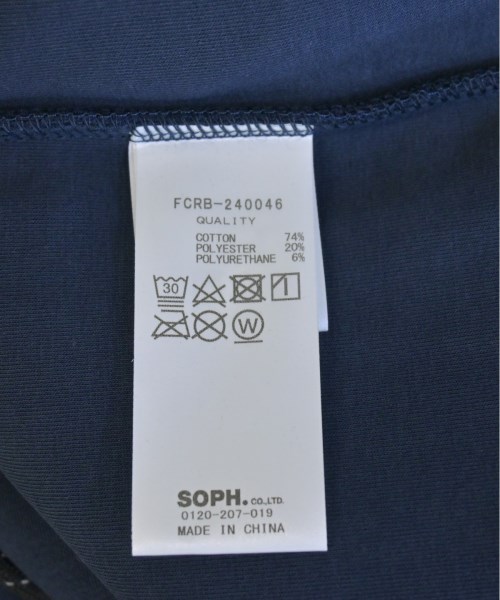 FCRB-240046
QUALITY
COTTON 74%
POLYESTER 20%
POLYURETHANE 6%
30
W
SOPH. CO.,LTD.
0120-207-019
MADE IN CHINA